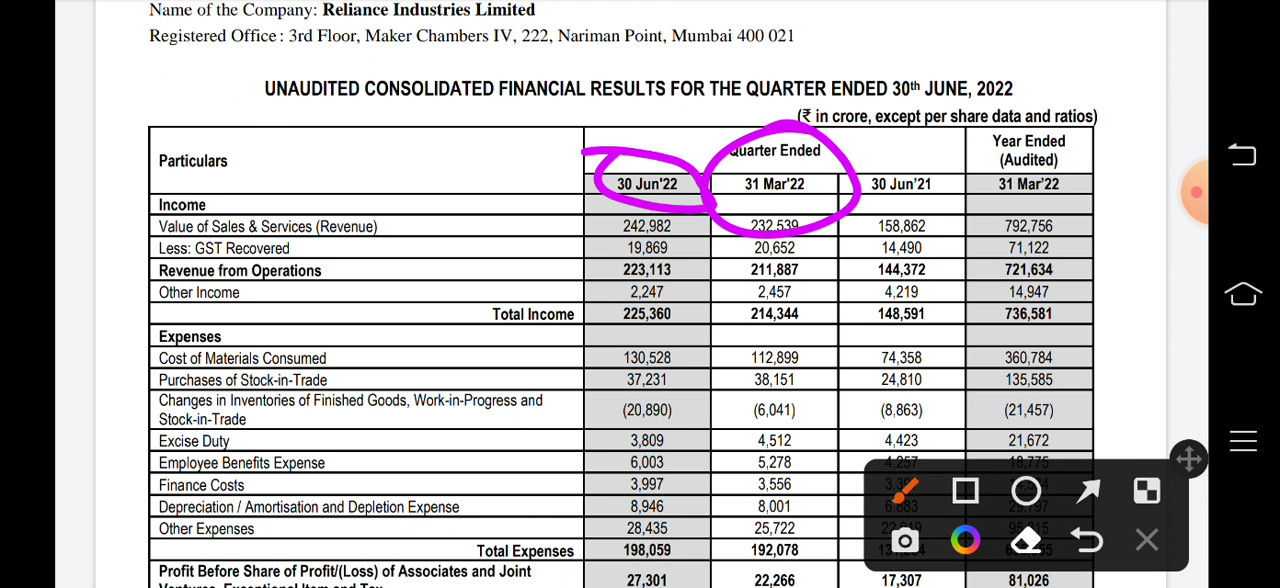 Name of the Company: Reliance Industries Limited
Registered Office : 3rd Floor, Maker Chambers IV, 222, Nariman Point, Mumbai 400 021
UNAUDITED CONSOLIDATED FINANCIAL RESULTS FOR THE QUARTER ENDED 30th JUNE, 2022
(₹ in crore, except per share data and ratios)
Particulars Quarter Ended Year Ended (Audited)
30 Jun'22 31 Mar'22 30 Jun'21 31 Mar'22
Income
Value of Sales & Services (Revenue) 242,982 232,539 158,862 792,756
Less: GST Recovered 19,869 20,652 14,490 71,122
Revenue from Operations 223,113 211,887 144,372 721,634
Other Income 2,247 2,457 4,219 14,947
Total Income 225,360 214,344 148,591 736,581
Expenses
Cost of Materials Consumed 130,528 112,899 74,358 360,784
Purchases of Stock-in-Trade 37,231 38,151 24,810 135,585
Changes in Inventories of Finished Goods, Work-in-Progress and
Stock-in-Trade (20,890) (6,041) (8,863) (21,457)
Excise Duty 3,809 4,512 4,423 21,672
Employee Benefits Expense 6,003 5,278 4,257 18,775
Finance Costs 3,997 3,556
Depreciation / Amortisation and Depletion Expense 8,946 8,001 6,883
Other Expenses 28,435 25,722
Total Expenses 198,059 192,078
Profit Before Share of Profit/(Loss) of Associates and Joint
Ventures, Exceptional Item and Tax 27,301 22,266 17,307 81,026